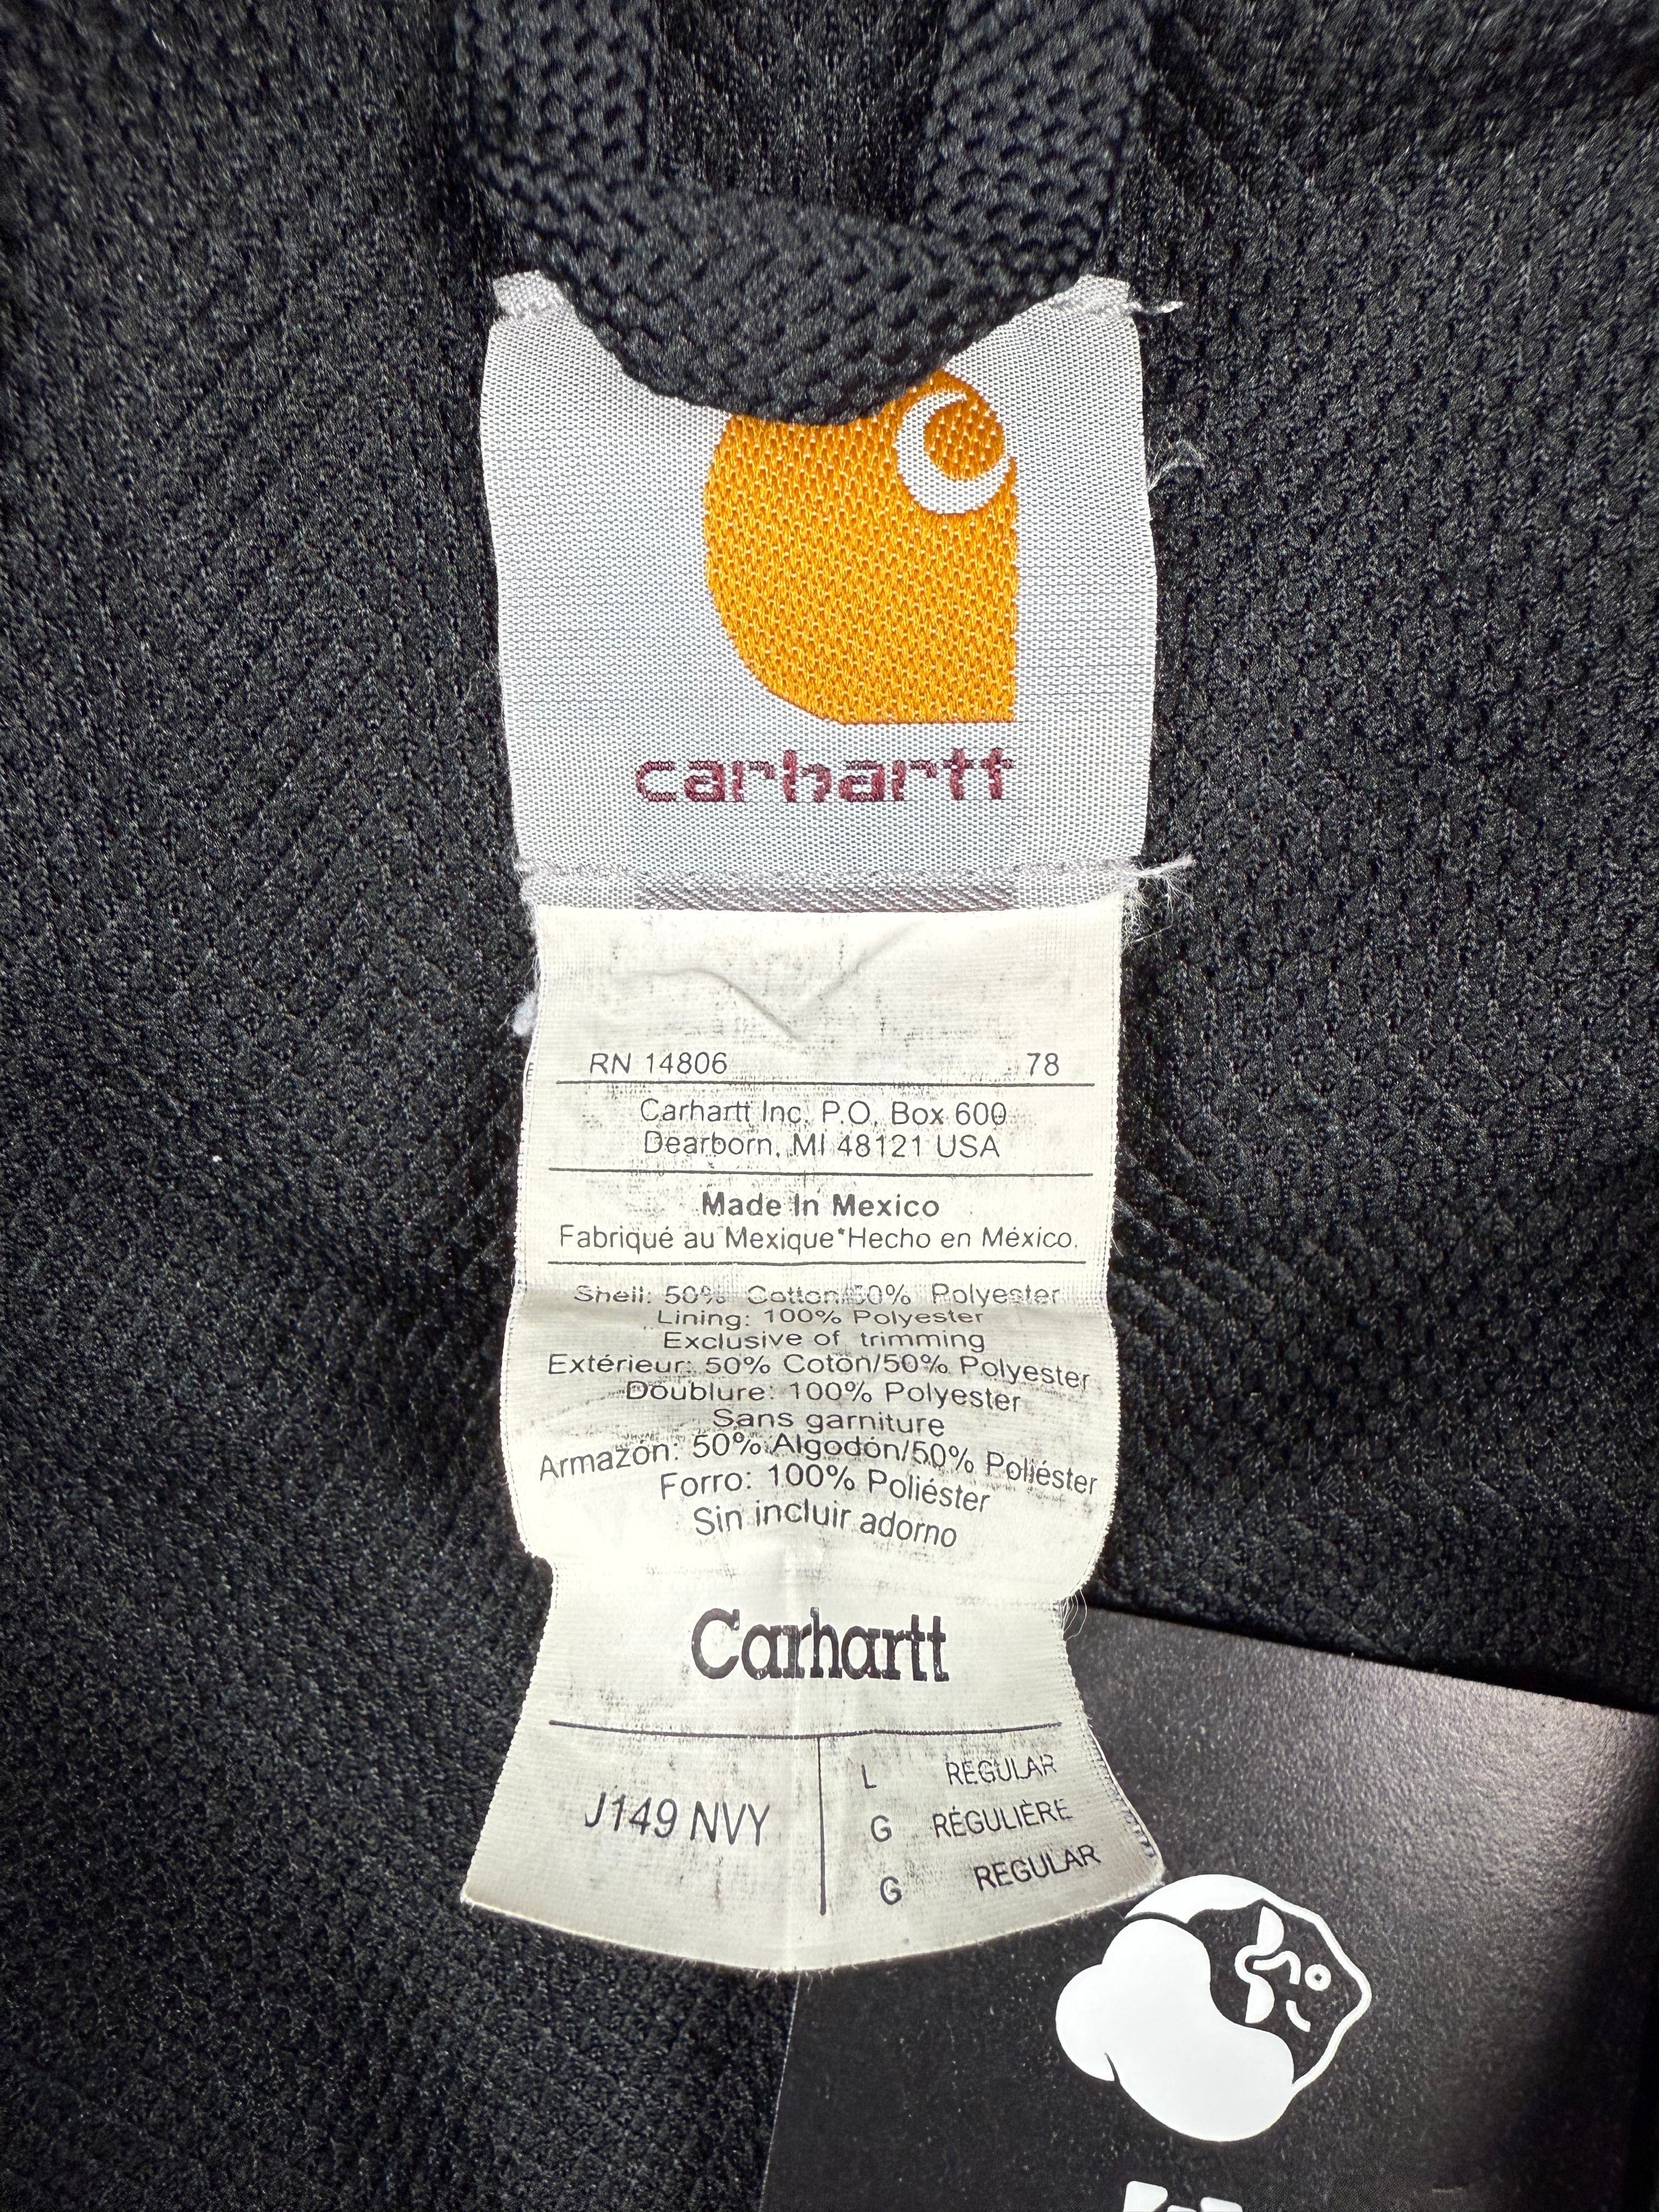 carhartt
RN 14806 78
Carhartt Inc. P.O. Box 600
Dearborn, MI 48121 USA
Made In Mexico
Fabriqué au Mexique*Hecho en México.
Shell: 50% Cotton/50% Polyester
Lining: 100% Polyester
Exclusive of trimming
Extérieur: 50% Coton/50% Polyester
Doublure: 100% Polyester
Sans garniture
Armazón: 50% Algodón/50% Poliéster
Forro: 100% Poliéster
Sin incluir adorno
Carhartt
J149 NVY
L REGULAR
G RÉGULIÈRE
G REGULAR